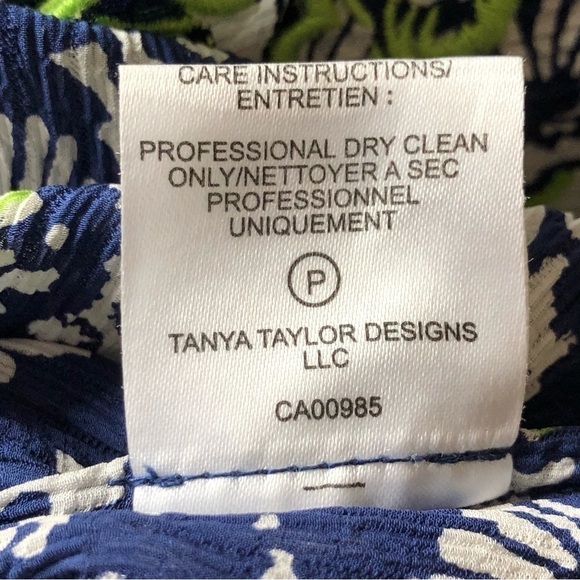 CARE INSTRUCTIONS/
ENTRETIEN :
PROFESSIONAL DRY CLEAN
ONLY/NETTOYER A SEC
PROFESSIONNEL
UNIQUEMENT
P
TANYA TAYLOR DESIGNS
LLC
CA00985